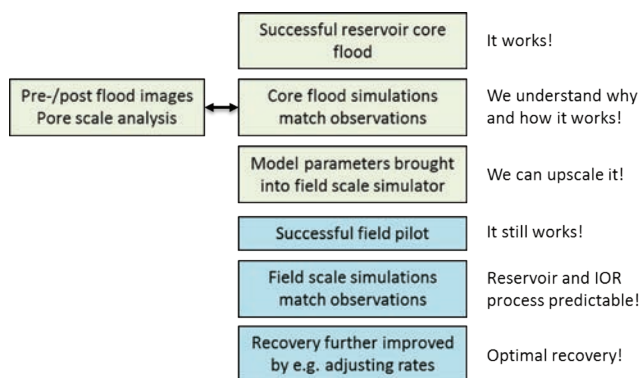 Successful reservoir core
flood
It works!
Pre-/post flood images
Pore scale analysis
Core flood simulations
match observations
We understand why
and how it works!
Model parameters brought
into field scale simulator
We can upscale it!
Successful field pilot
It still works!
Field scale simulations
match observations
Reservoir and IOR
process predictable!
Recovery further improved
by e.g. adjusting rates
Optimal recovery!